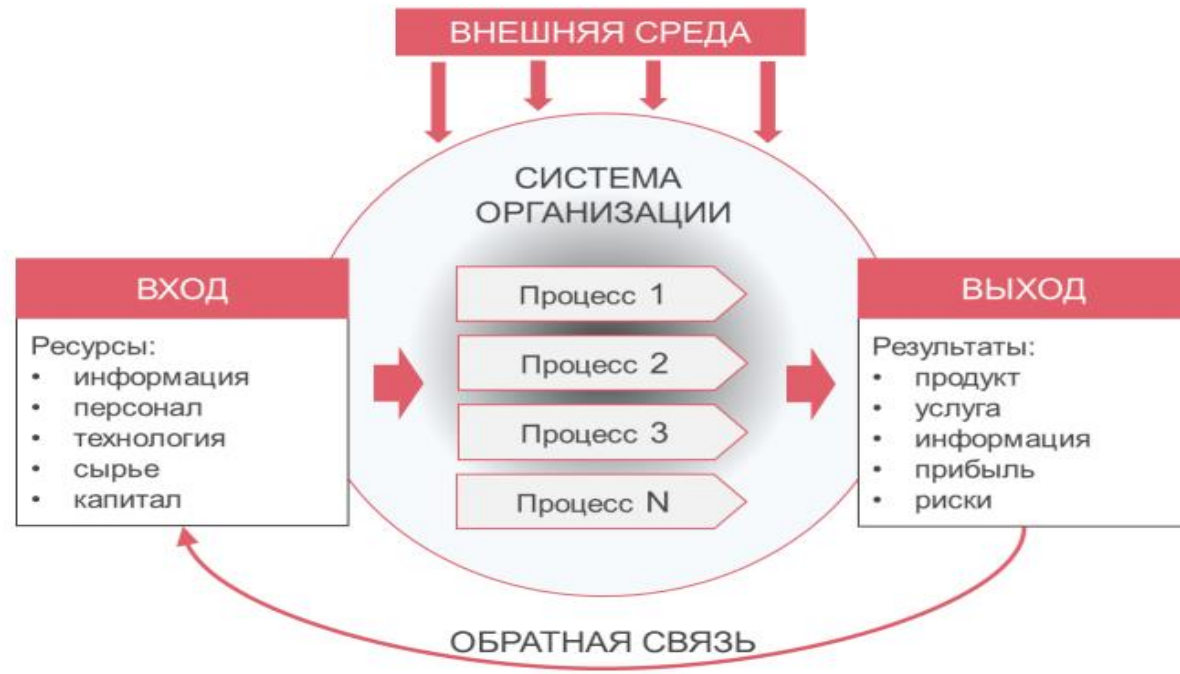 ВНЕШНЯЯ СРЕДА
СИСТЕМА
ОРГАНИЗАЦИИ
ВХОД
Ресурсы:
• информация
• персонал
• технология
• сырье
• капитал
Процесс 1
Процесс 2
Процесс 3
Процесс N
ВЫХОД
Результаты:
• продукт
• услуга
• информация
• прибыль
• риски
ОБРАТНАЯ СВЯЗЬ